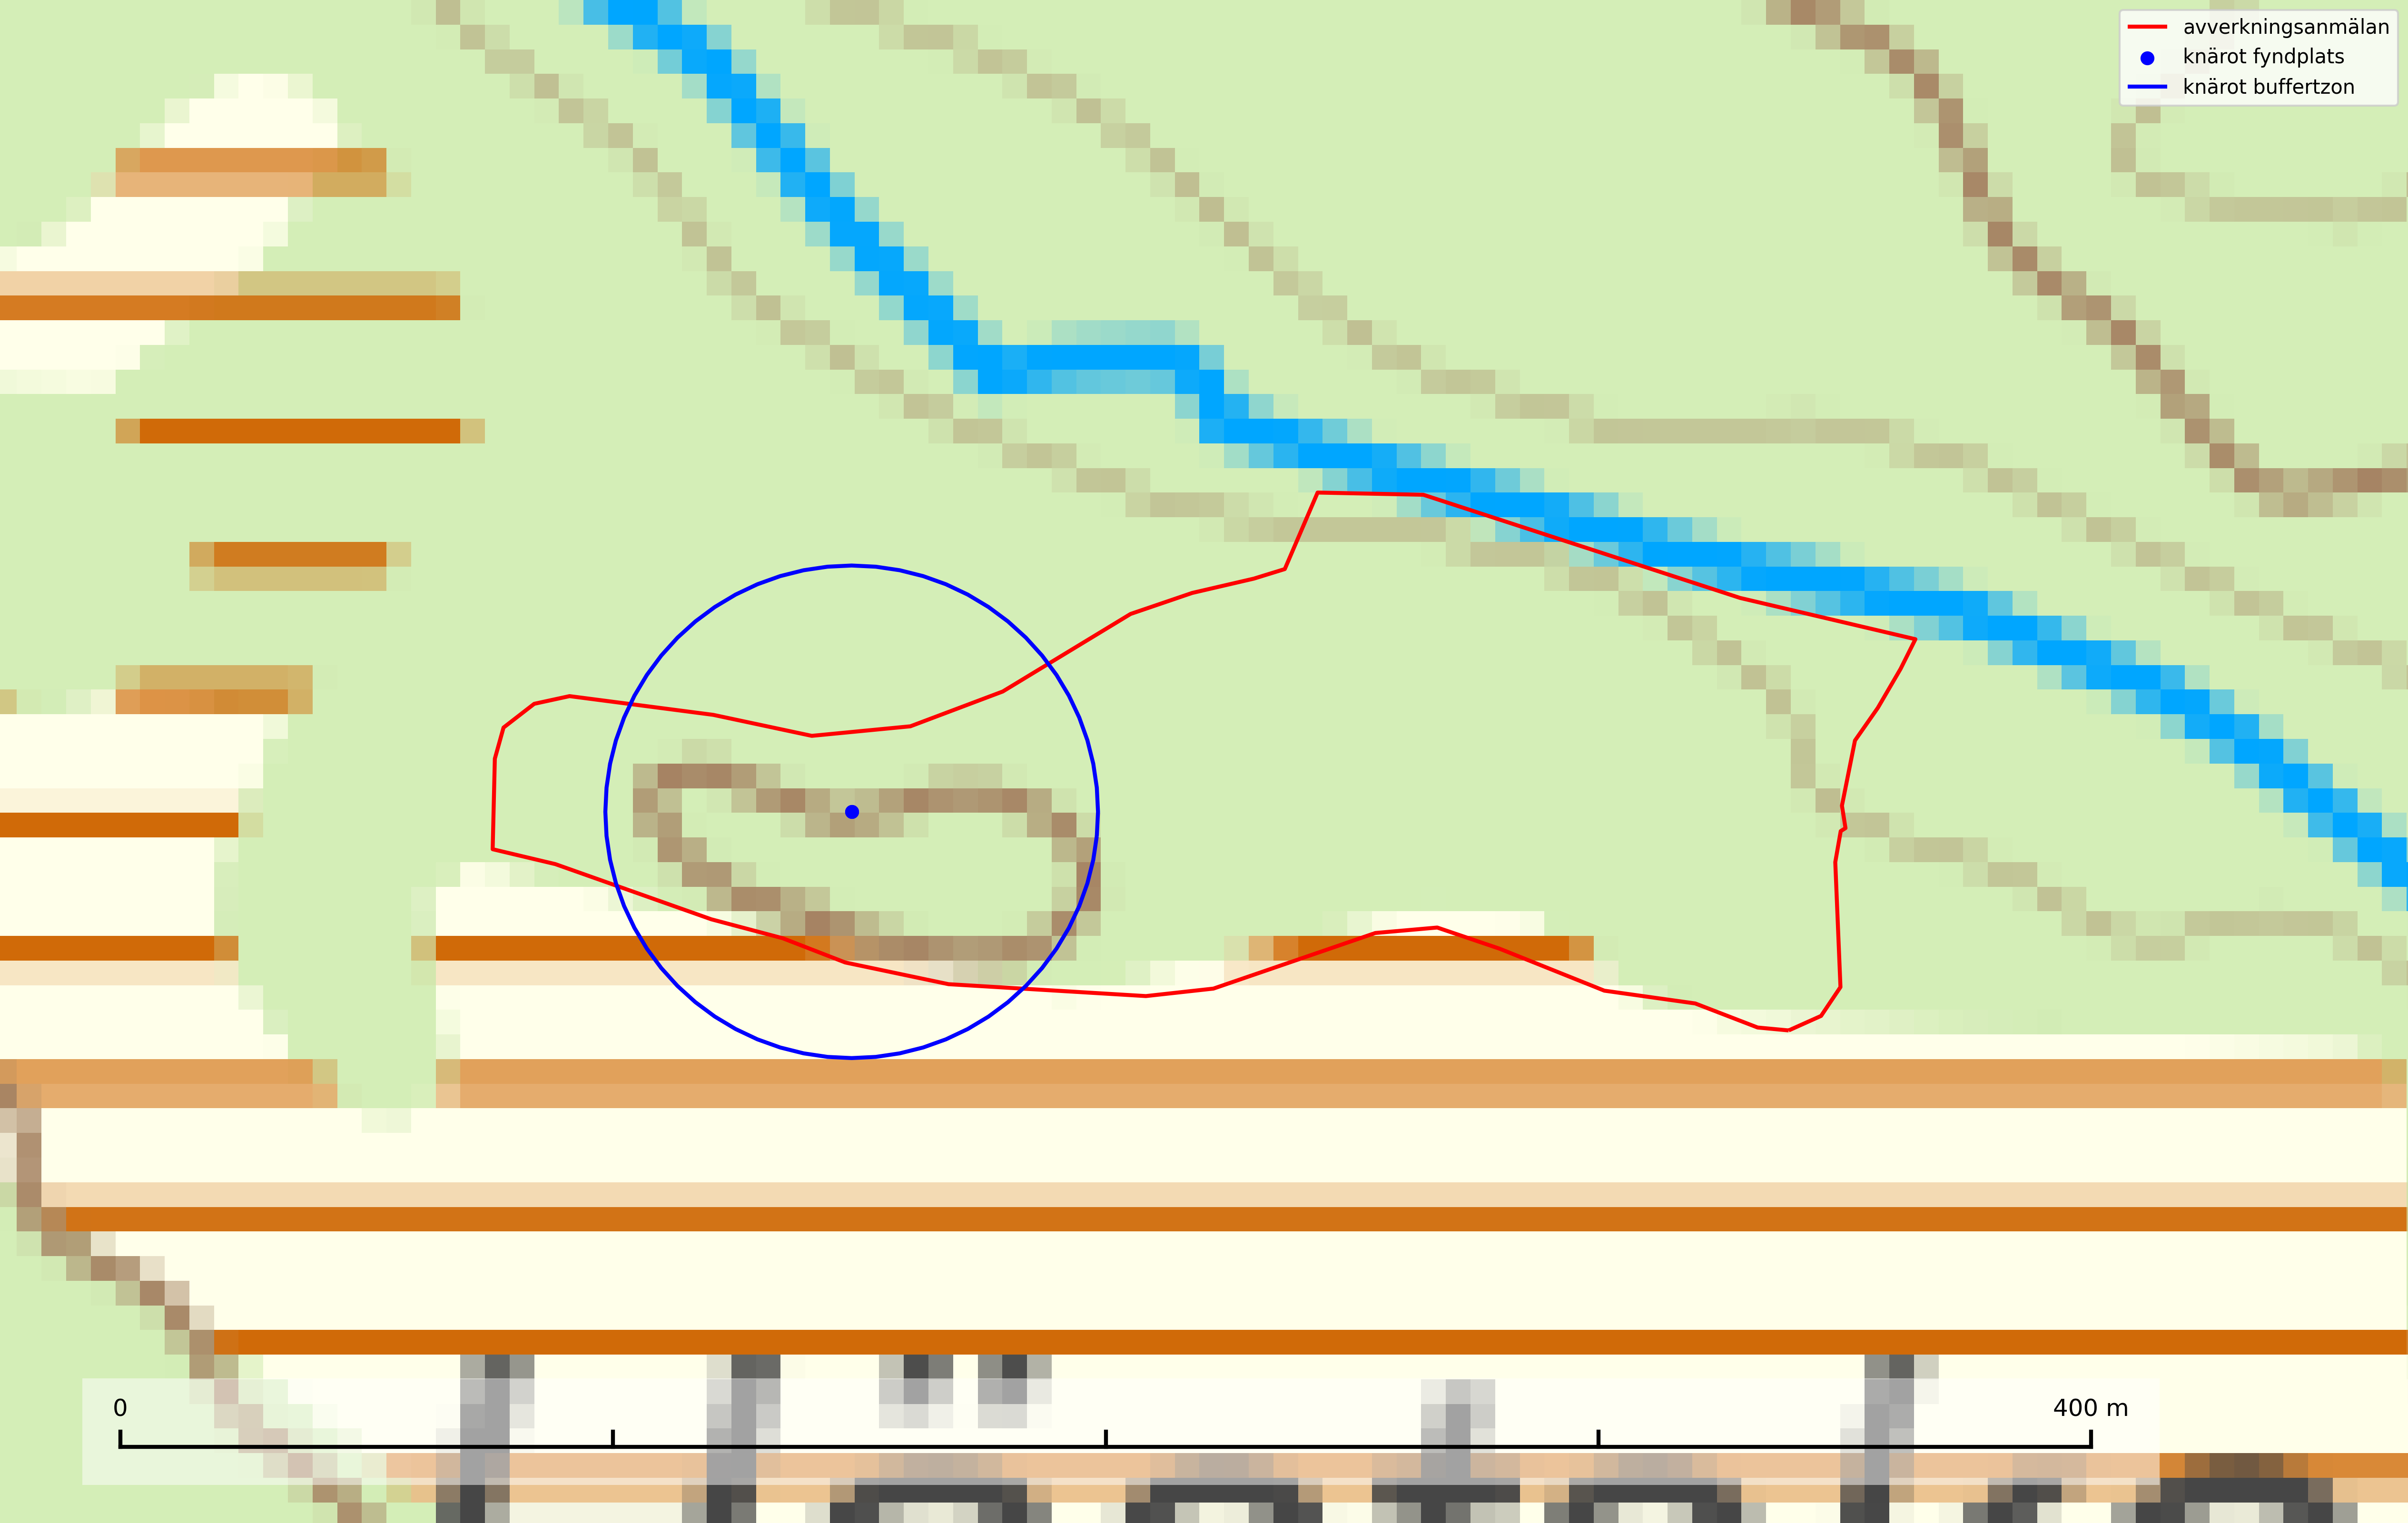 avverkningsanmälan
knärot fyndplats
knärot buffertzon
0
400 m